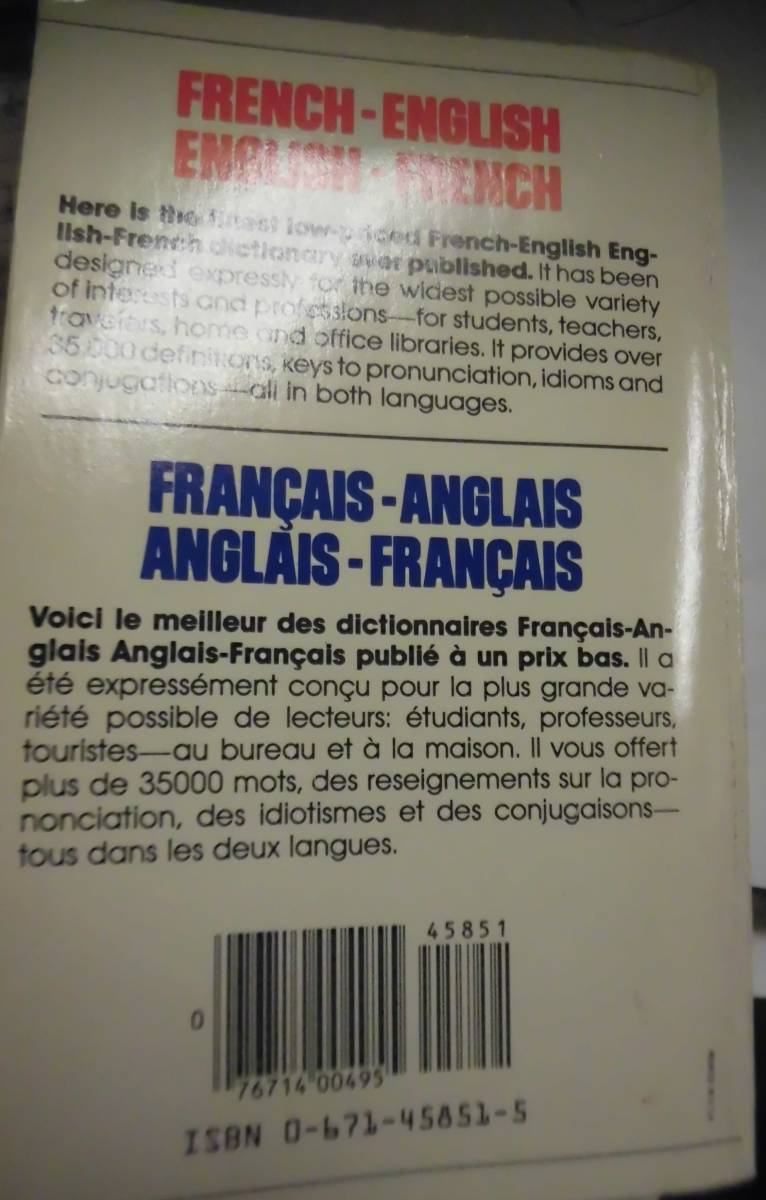 FRENCH-ENGLISH
ENGLISH-FRENCH
Here is the finest low-priced French-English Eng-
lish-French dictionary ever published. It has been
designed expressly for the widest possible variety
of interests and professions—for students, teachers,
travelers, home and office libraries. It provides over
35,000 definitions, keys to pronunciation, idioms and
conjugations—all in both languages.
FRANÇAIS-ANGLAIS
ANGLAIS-FRANÇAIS
Voici le meilleur des dictionnaires Français-An-
glais Anglais-Français publié à un prix bas. Il a
été expressément conçu pour la plus grande va-
riété possible de lecteurs: étudiants, professeurs,
touristes—au bureau et à la maison. Il vous offert
plus de 35000 mots, des reseignements sur la pro-
nonciation, des idiotismes et des conjugaisons—
tous dans les deux langues.
45851
0
76714 00495
ISBN 0-671-45851-5